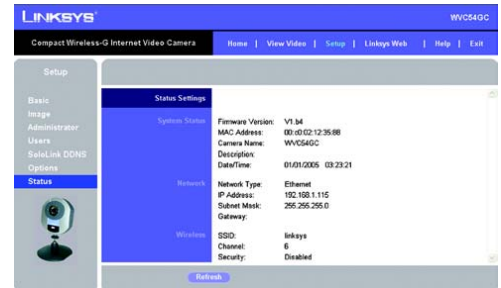 LINKSYS
WVC54GC
Compact Wireless-G Internet Video Camera
Home | View Video | Setup | Linksys Web | Help | Exit
Setup
Basic
Image
Administrator
Users
SoloLink DDNS
Options
Status
Status Settings
System Status
Firmware Version: V1.b4
MAC Address: 00:c0:02:12:35:88
Camera Name: WVC54GC
Description:
Date/Time: 01/01/2005 03:23:21
Network
Network Type: Ethernet
IP Address: 192.168.1.115
Subnet Mask: 255.255.255.0
Gateway:
Wireless
SSID: linksys
Channel: 6
Security: Disabled
Refresh